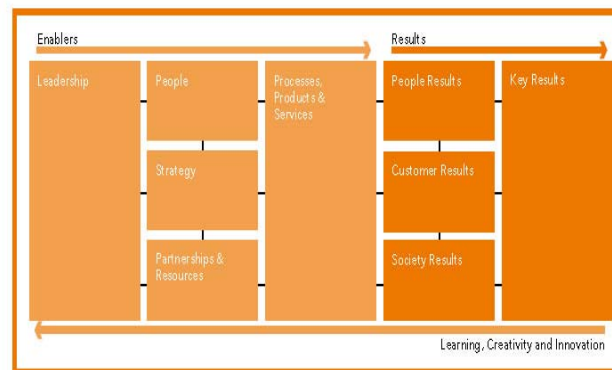 Enablers
Results
Leadership
People
Processes,
Products &
Services
People Results
Key Results
Strategy
Customer Results
Partnerships &
Resources
Society Results
Learning, Creativity and Innovation